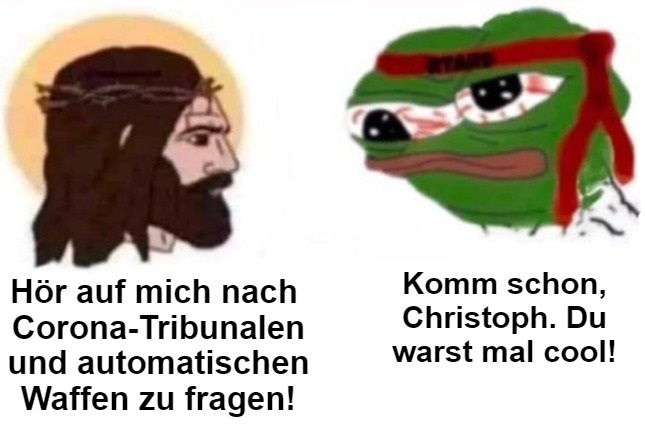 Hör auf mich nach
Corona-Tribunalen
und automatischen
Waffen zu fragen!
Komm schon,
Christoph. Du
warst mal cool!